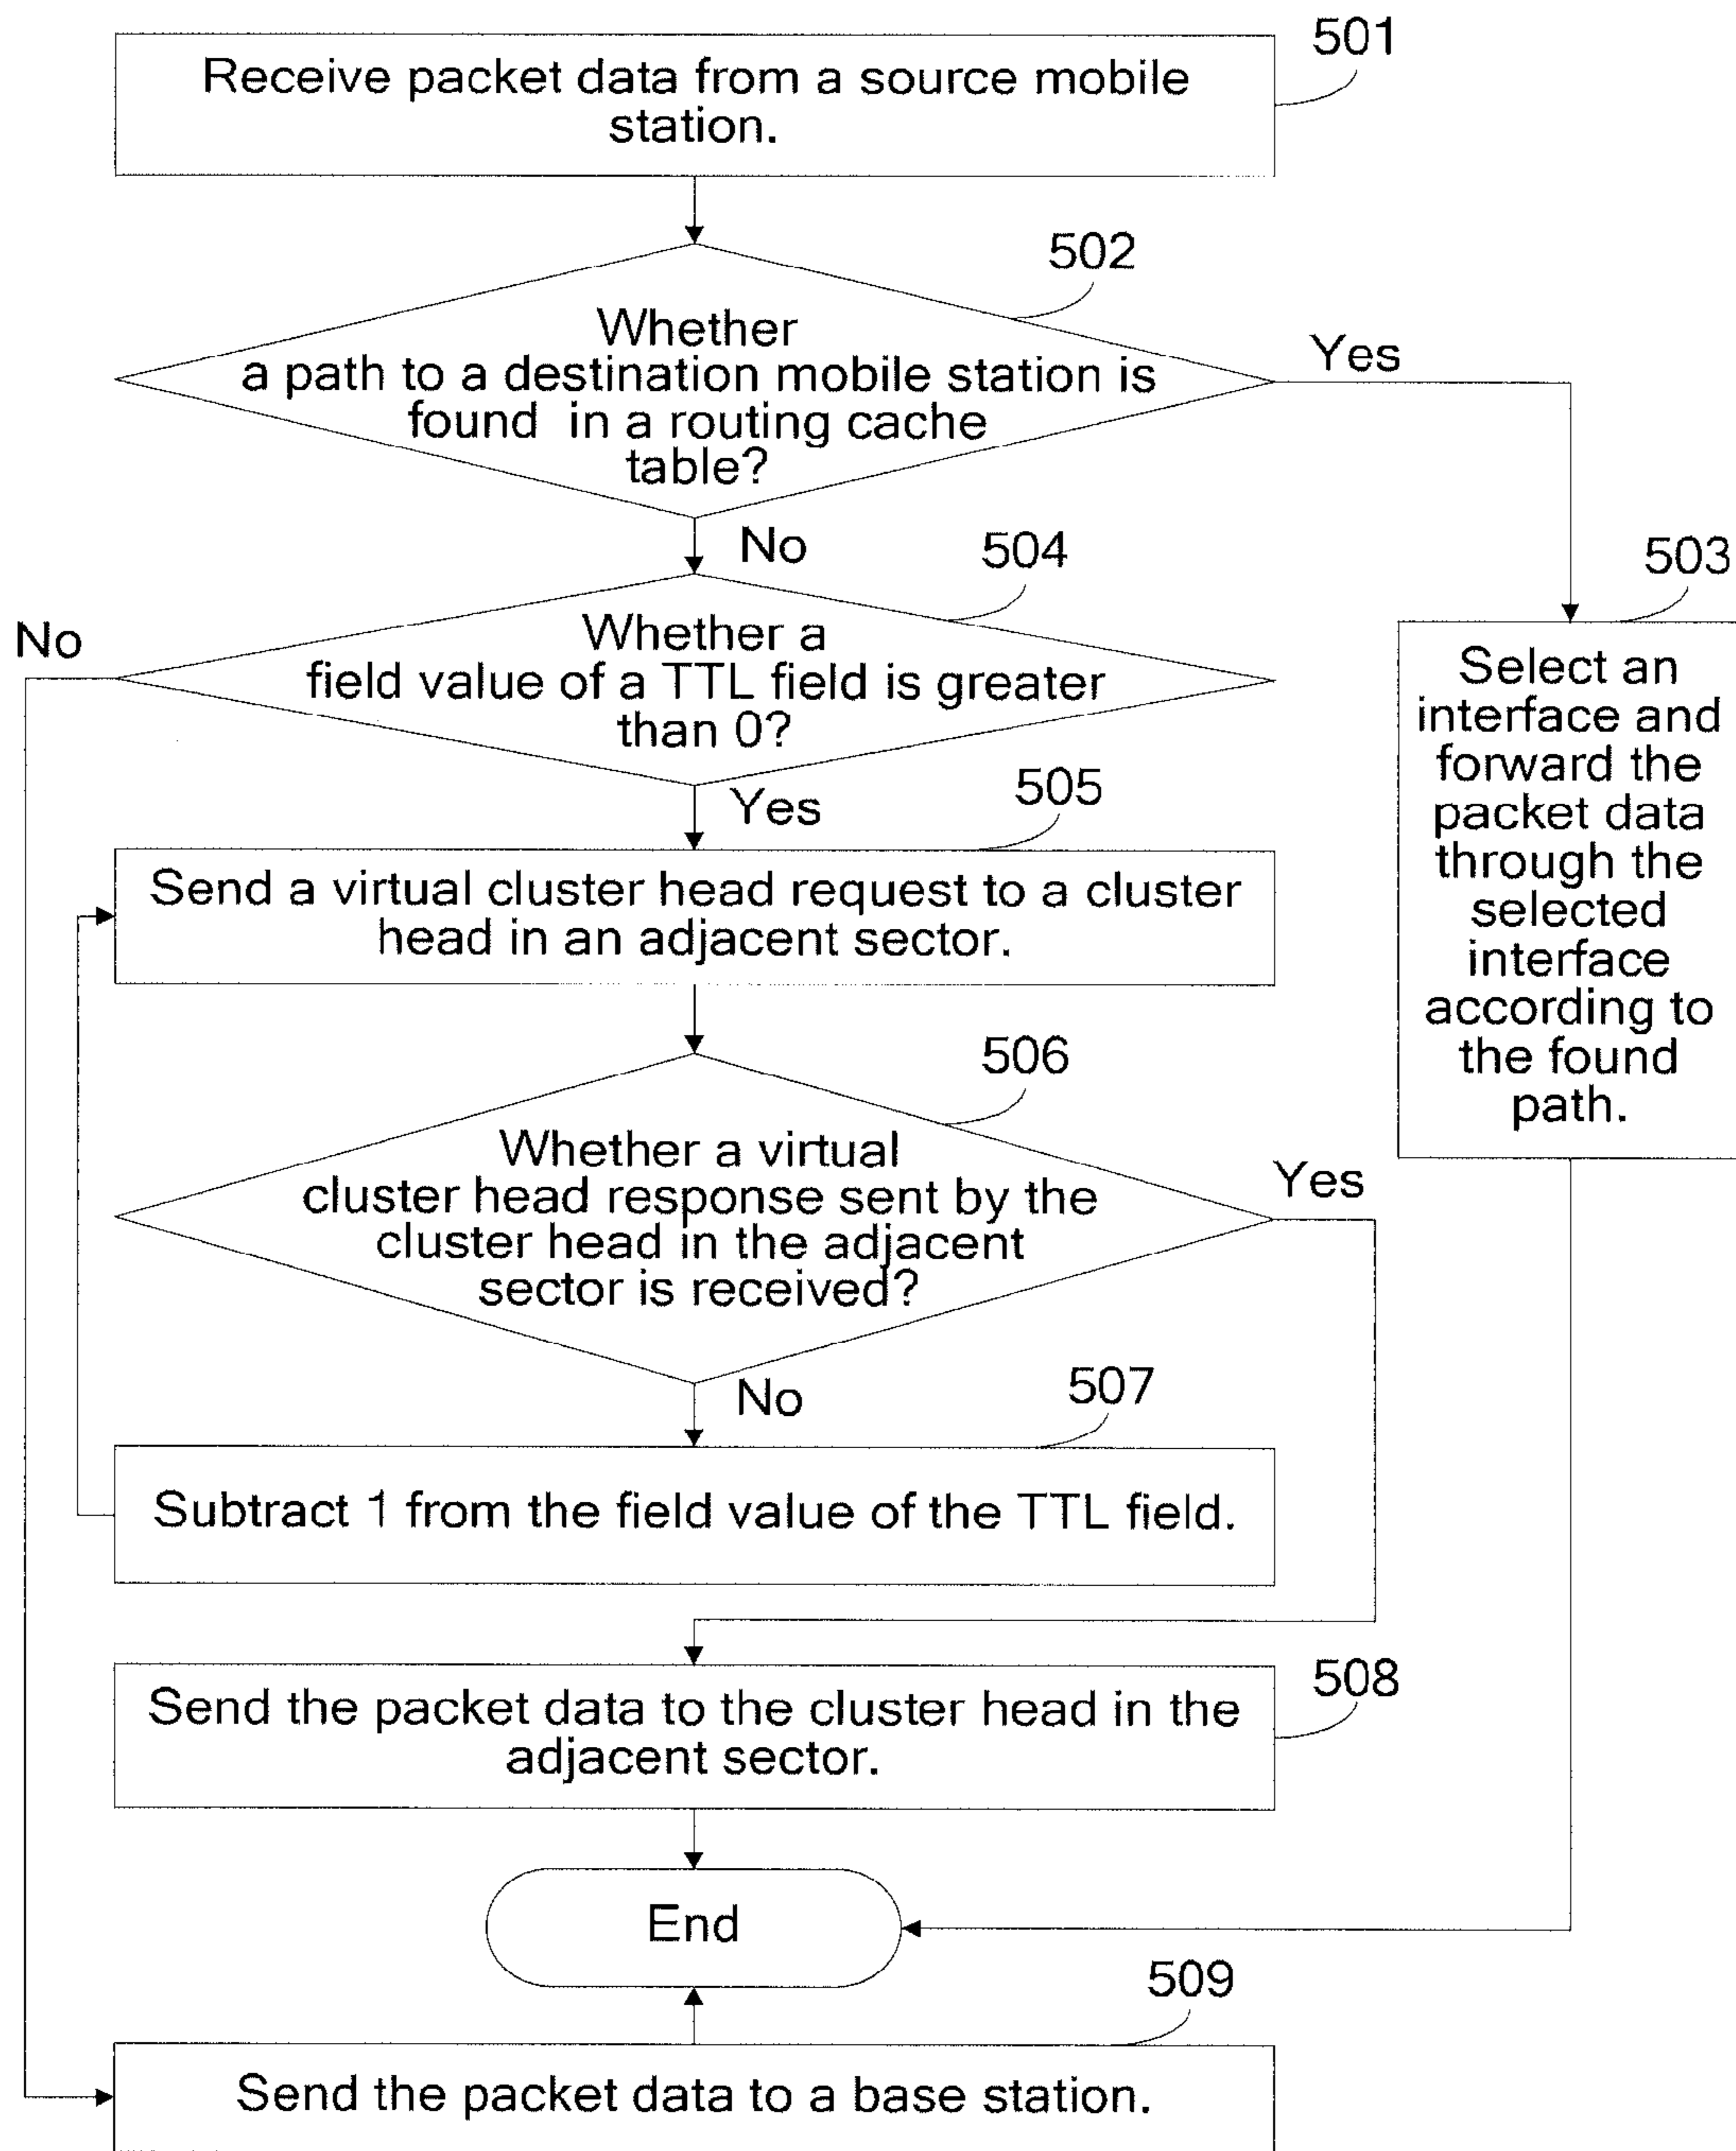 501
Receive packet data from a source mobile
station.
502
Whether
a path to a destination mobile station is
found in a routing cache
table?
Yes
No
504
503
No
Whether a
field value of a TTL field is greater
than 0?
Select an
interface and
forward the
packet data
through the
selected
interface
according to
the found
path.
Yes
505
Send a virtual cluster head request to a cluster
head in an adjacent sector.
506
Whether a virtual
cluster head response sent by the
cluster head in the adjacent
sector is received?
Yes
No
507
Subtract 1 from the field value of the TTL field.
508
Send the packet data to the cluster head in the
adjacent sector.
End
509
Send the packet data to a base station.